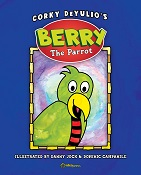 CORKY DEYULIO'S
BERRY
The Parrot
ILLUSTRATED BY DANNY JOCK & DOMINIC CAMPANILE